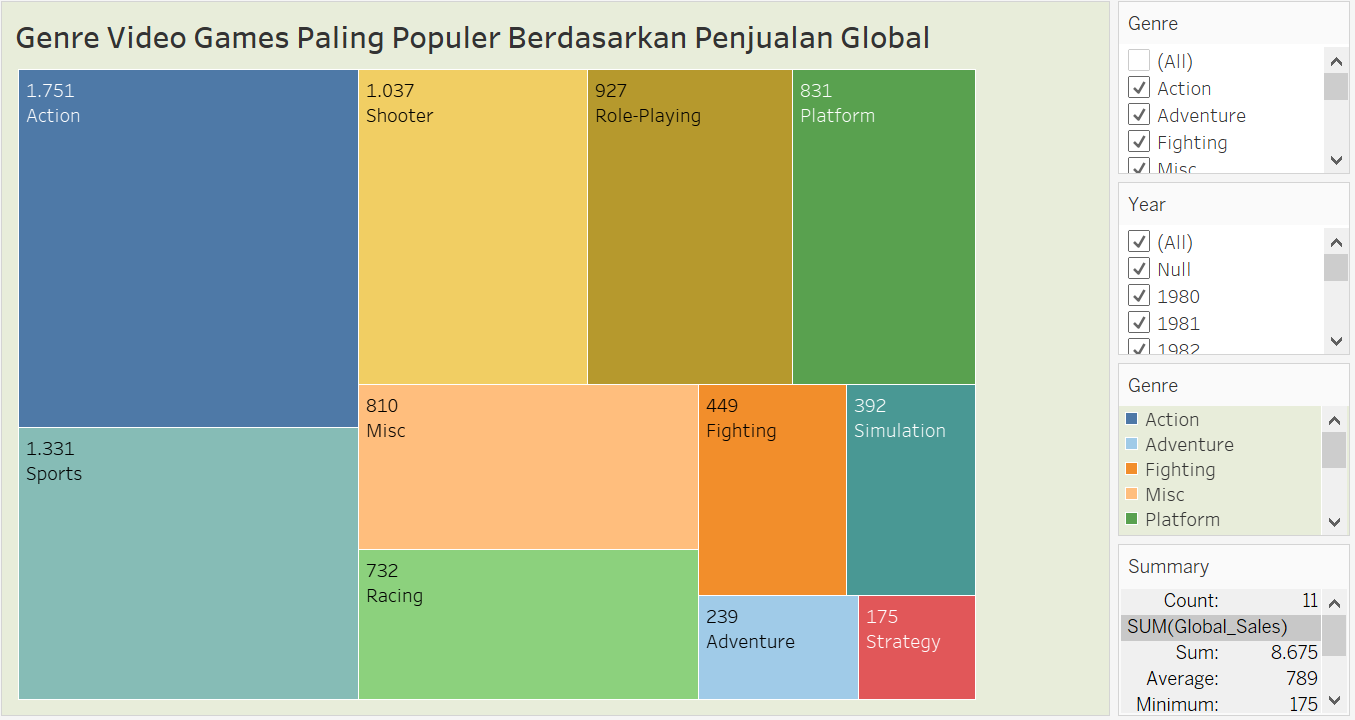 Genre Video Games Paling Populer Berdasarkan Penjualan Global
1.751
Action
1.037
Shooter
927
Role-Playing
831
Platform
1.331
Sports
810
Misc
449
Fighting
392
Simulation
732
Racing
239
Adventure
175
Strategy
Genre
(All)
Action
Adventure
Fighting
Misc
Year
(All)
Null
1980
1981
1982
Genre
Action
Adventure
Fighting
Misc
Platform
Summary
Count: 11
SUM(Global_Sales)
Sum: 8.675
Average: 789
Minimum: 175